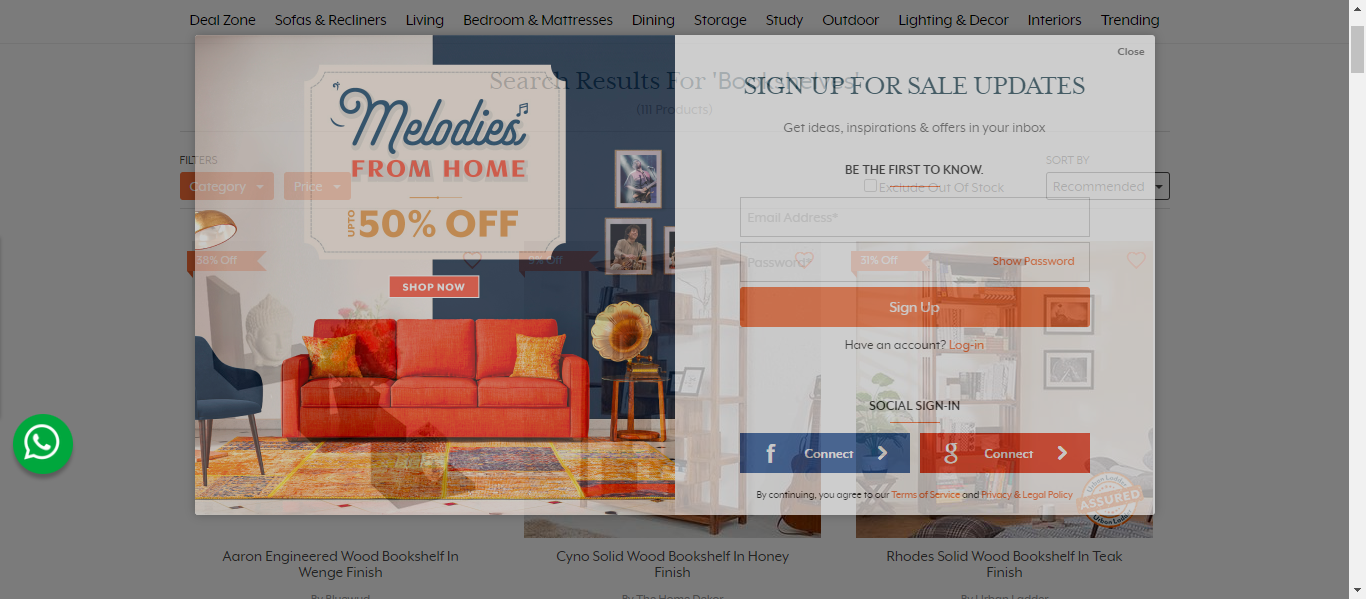 Deal Zone Sofas & Recliners Living Bedroom & Mattresses Dining Storage Study Outdoor Lighting & Decor Interiors Trending
Close
Search Results For 'Bookshelves'
(111 Products)
Melodies
FROM HOME
UPTO 50% OFF
SHOP NOW
SIGN UP FOR SALE UPDATES
Get ideas, inspirations & offers in your inbox
BE THE FIRST TO KNOW.
FILTERS
Category
Price
SORT BY
Exclude Out Of Stock
Recommended
Email Address*
38% Off
31% Off
Password*
Show Password
Sign Up
Have an account? Log-in
SOCIAL SIGN-IN
f Connect
g Connect
By continuing, you agree to our Terms of Service and Privacy & Legal Policy
Urban Ladder
ASSURED
Urban Ladder
Aaron Engineered Wood Bookshelf In
Wenge Finish
Cyno Solid Wood Bookshelf In Honey
Finish
Rhodes Solid Wood Bookshelf In Teak
Finish
By Bluewud
By The Home Dekor
By Urban Ladder